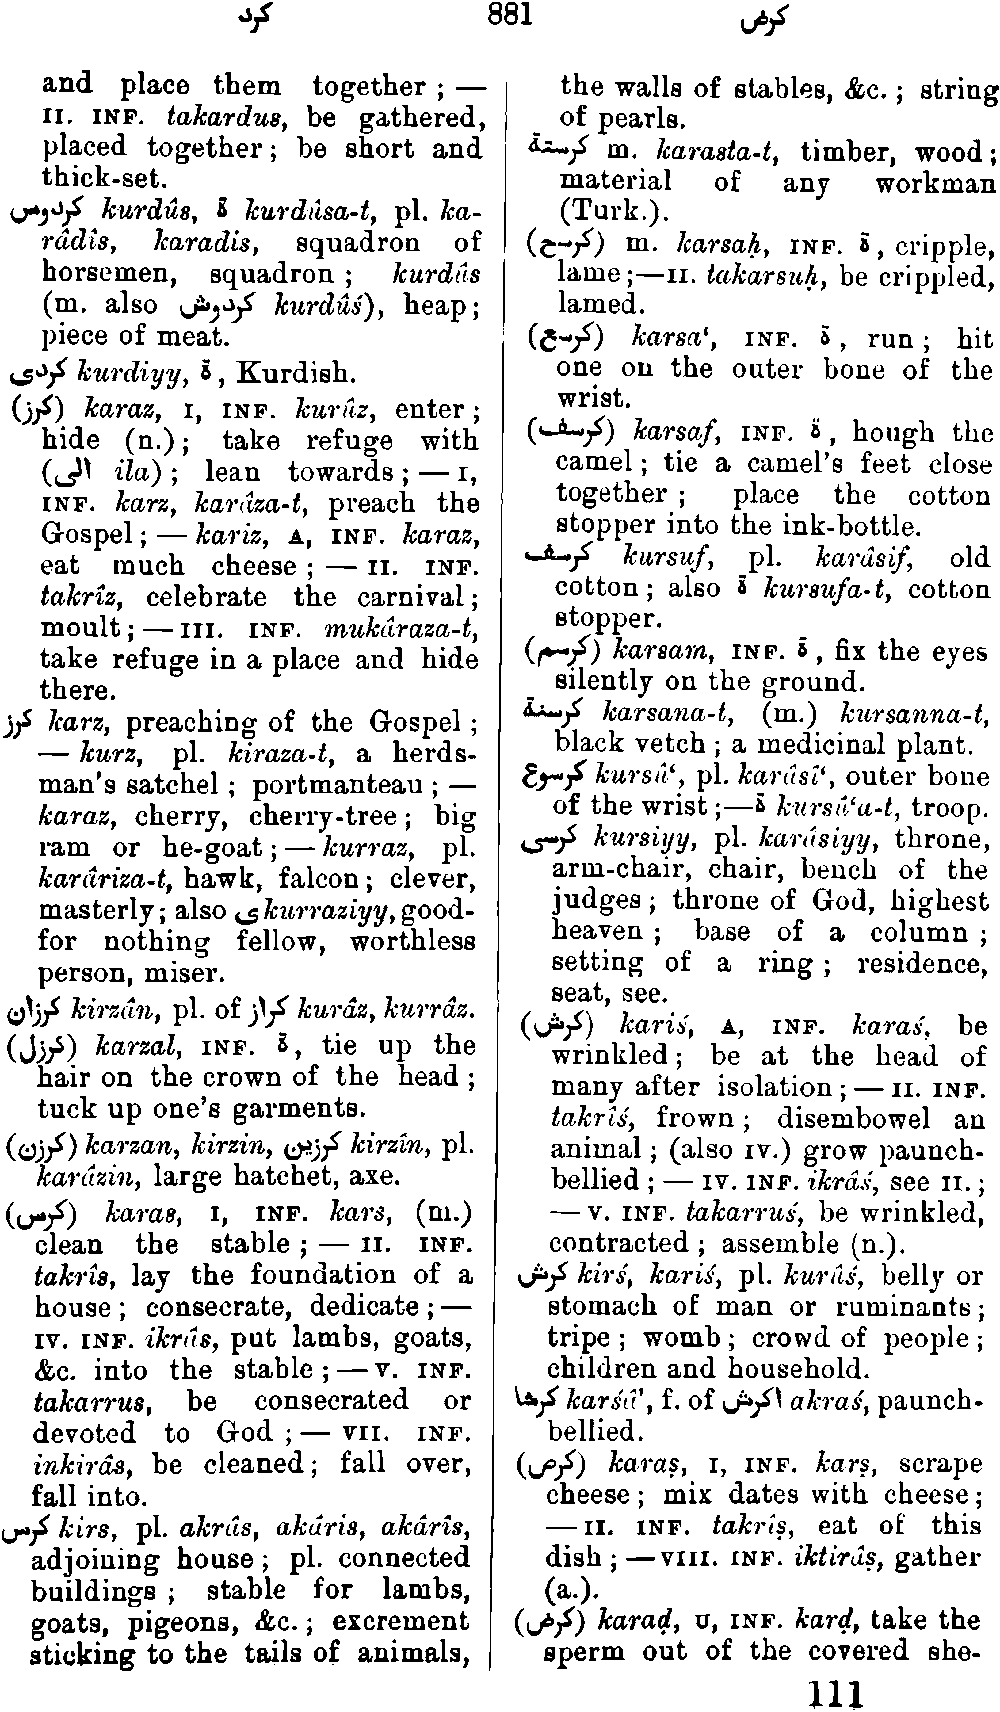 كرد 881 كرض
and place them together ; —
II. INF. takardus, be gathered,
placed together ; be short and
thick-set.
كردوس kurdûs, ةَ kurdûsa-t, pl. ka-
râdîs, karadis, squadron of
horsemen, squadron ; kurdûs
(m. also كردوش kurdûś), heap;
piece of meat.
كردى kurdiyy, ةَ, Kurdish.
(كرز) karaz, I, INF. kurûz, enter ;
hide (n.) ; take refuge with
(الى ila) ; lean towards ; — I,
INF. karz, karâza-t, preach the
Gospel ; — kariz, A, INF. karaz,
eat much cheese ; — II. INF.
takrîz, celebrate the carnival ;
moult ; — III. INF. mukâraza-t,
take refuge in a place and hide
there.
كرز karz, preaching of the Gospel ;
— kurz, pl. kiraza-t, a herds-
man's satchel ; portmanteau ; —
karaz, cherry, cherry-tree ; big
ram or he-goat ; — kurraz, pl.
karâriza-t, hawk, falcon ; clever,
masterly ; also ى kurraziyy, good-
for nothing fellow, worthless
person, miser.
كرزان kirzân, pl. of كراز kurâz, kurrâz.
(كرزل) karzal, INF. ةَ, tie up the
hair on the crown of the head ;
tuck up one's garments.
(كرزن) karzan, kirzin, كرزين kirzîn, pl.
karâzin, large hatchet, axe.
(كرس) karas, I, INF. kars, (m.)
clean the stable ; — II. INF.
takrîs, lay the foundation of a
house ; consecrate, dedicate ; —
IV. INF. ikrâs, put lambs, goats,
&c. into the stable ; — V. INF.
takarrus, be consecrated or
devoted to God ; — VII. INF.
inkirâs, be cleaned ; fall over,
fall into.
كرس kirs, pl. akrâs, akâris, akârîs,
adjoining house ; pl. connected
buildings ; stable for lambs,
goats, pigeons, &c. ; excrement
sticking to the tails of animals,
the walls of stables, &c. ; string
of pearls.
كرستة m. karasta-t, timber, wood ;
material of any workman
(Turk.).
(كرسح) m. karsaḥ, INF. ةَ, cripple,
lame ;—II. takarsuḥ, be crippled,
lamed.
(كرسع) karsa‘, INF. ةَ, run ; hit
one on the outer bone of the
wrist.
(كرسف) karsaf, INF. ةَ, hough the
camel ; tie a camel's feet close
together ; place the cotton
stopper into the ink-bottle.
كرسف kursuf, pl. karâsif, old
cotton ; also ةَ kursufa-t, cotton
stopper.
(كرسم) karsam, INF. ةَ, fix the eyes
silently on the ground.
كرسنة karsana-t, (m.) kursanna-t,
black vetch ; a medicinal plant.
كرسوع kursû‘, pl. karâsî‘, outer bone
of the wrist ;—ةَ kursû‘a-t, troop.
كرسى kursiyy, pl. karâsiyy, throne,
arm-chair, chair, bench of the
judges ; throne of God, highest
heaven ; base of a column ;
setting of a ring ; residence,
seat, see.
(كرش) kariś, A, INF. karaś, be
wrinkled ; be at the head of
many after isolation ; — II. INF.
takrîś, frown ; disembowel an
animal ; (also IV.) grow paunch-
bellied ; — IV. INF. ikrâś, see II. ;
— V. INF. takarruś, be wrinkled,
contracted ; assemble (n.).
كرش kirś, kariś, pl. kurûś, belly or
stomach of man or ruminants ;
tripe ; womb ; crowd of people ;
children and household.
كرشا karśâ', f. of اكرش akraś, paunch-
bellied.
(كرص) karaṣ, I, INF. karṣ, scrape
cheese ; mix dates with cheese ;
— II. INF. takrîṣ, eat of this
dish ; — VIII. INF. iktirâṣ, gather
(a.).
(كرض) karaḍ, U, INF. karḍ, take the
sperm out of the covered she-
111